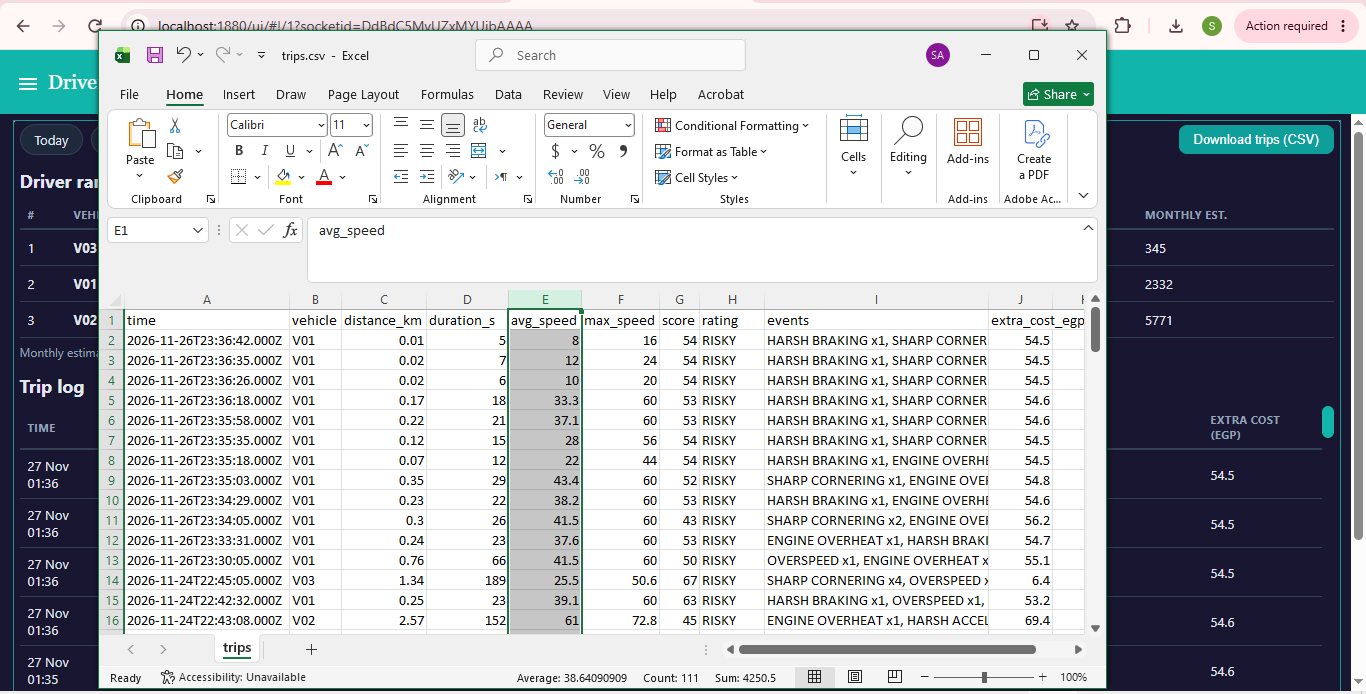 localhost:1880/ui/#!/1?socketid=DdBdC5MvUZxMYUibAAAA
S
Action required
Drive
trips.csv - Excel
Search
SA
File Home Insert Draw Page Layout Formulas Data Review View Help Acrobat
Share
Today
Download trips (CSV)
Paste
Clipboard
Calibri
11
B I U
Font
ab
Alignment
General
$ % 9
Number
Conditional Formatting
Format as Table
Cell Styles
Styles
Cells
Editing
Add-ins
Add-ins
Create
a PDF
Adobe Ac...
Driver ran
# VEHI
MONTHLY EST.
1 V03 345
2 V01 2332
3 V02 5771
Monthly estima
E1
fx
avg_speed
A B C D E F G H I J K
1 time vehicle distance_km duration_s avg_speed max_speed score rating events extra_cost_egp
2 2026-11-26T23:36:42.000Z V01 0.01 5 8 16 54 RISKY HARSH BRAKING x1, SHARP CORNER 54.5
3 2026-11-26T23:36:35.000Z V01 0.02 7 12 24 54 RISKY HARSH BRAKING x1, SHARP CORNER 54.5
4 2026-11-26T23:36:26.000Z V01 0.02 6 10 20 54 RISKY HARSH BRAKING x1, SHARP CORNER 54.5
5 2026-11-26T23:36:18.000Z V01 0.17 18 33.3 60 53 RISKY HARSH BRAKING x1, SHARP CORNER 54.6
6 2026-11-26T23:35:58.000Z V01 0.22 21 37.1 60 53 RISKY HARSH BRAKING x1, SHARP CORNER 54.6
7 2026-11-26T23:35:35.000Z V01 0.12 15 28 56 54 RISKY HARSH BRAKING x1, SHARP CORNER 54.5
8 2026-11-26T23:35:18.000Z V01 0.07 12 22 44 54 RISKY HARSH BRAKING x1, ENGINE OVERHE 54.5
9 2026-11-26T23:35:03.000Z V01 0.35 29 43.4 60 52 RISKY SHARP CORNERING x1, ENGINE OVE 54.8
10 2026-11-26T23:34:29.000Z V01 0.23 22 38.2 60 53 RISKY HARSH BRAKING x1, ENGINE OVERHE 54.6
11 2026-11-26T23:34:05.000Z V01 0.3 26 41.5 60 43 RISKY SHARP CORNERING x2, ENGINE OVE 56.2
12 2026-11-26T23:33:31.000Z V01 0.24 23 37.6 60 53 RISKY ENGINE OVERHEAT x1, HARSH BRAKI 54.7
13 2026-11-26T23:30:05.000Z V01 0.76 66 41.5 60 50 RISKY OVERSPEED x1, ENGINE OVERHEAT x 55.1
14 2026-11-24T22:45:05.000Z V03 1.34 189 25.5 50.6 67 RISKY SHARP CORNERING x4, OVERSPEED x 6.4
15 2026-11-24T22:42:32.000Z V01 0.25 23 39.1 60 63 RISKY HARSH BRAKING x1, OVERSPEED x1, 53.2
16 2026-11-24T22:43:08.000Z V02 2.57 152 61 72.8 45 RISKY ENGINE OVERHEAT x1, HARSH ACCEL 69.4
trips
Ready Accessibility: Unavailable Average: 38.64090909 Count: 111 Sum: 4250.5 100%
Trip log
TIME
EXTRA COST
(EGP)
27 Nov
01:36
54.5
27 Nov
01:36
54.5
27 Nov
01:36
54.5
27 Nov
01:36
54.6
27 Nov
01:35
54.6